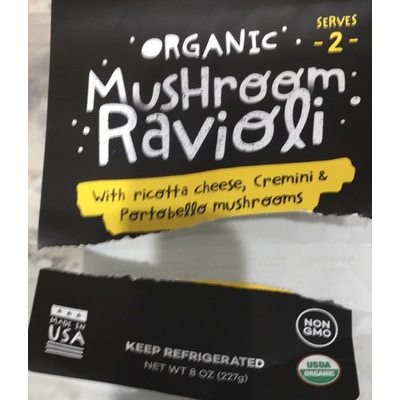 ORGANIC
SERVES
-2-
MusHroom
Ravioli
With ricotta cheese, Cremini &
Portobello mushrooms
MADE IN
USA
NON
GMO
KEEP REFRIGERATED
NET WT 8 OZ (227g)
USDA
ORGANIC